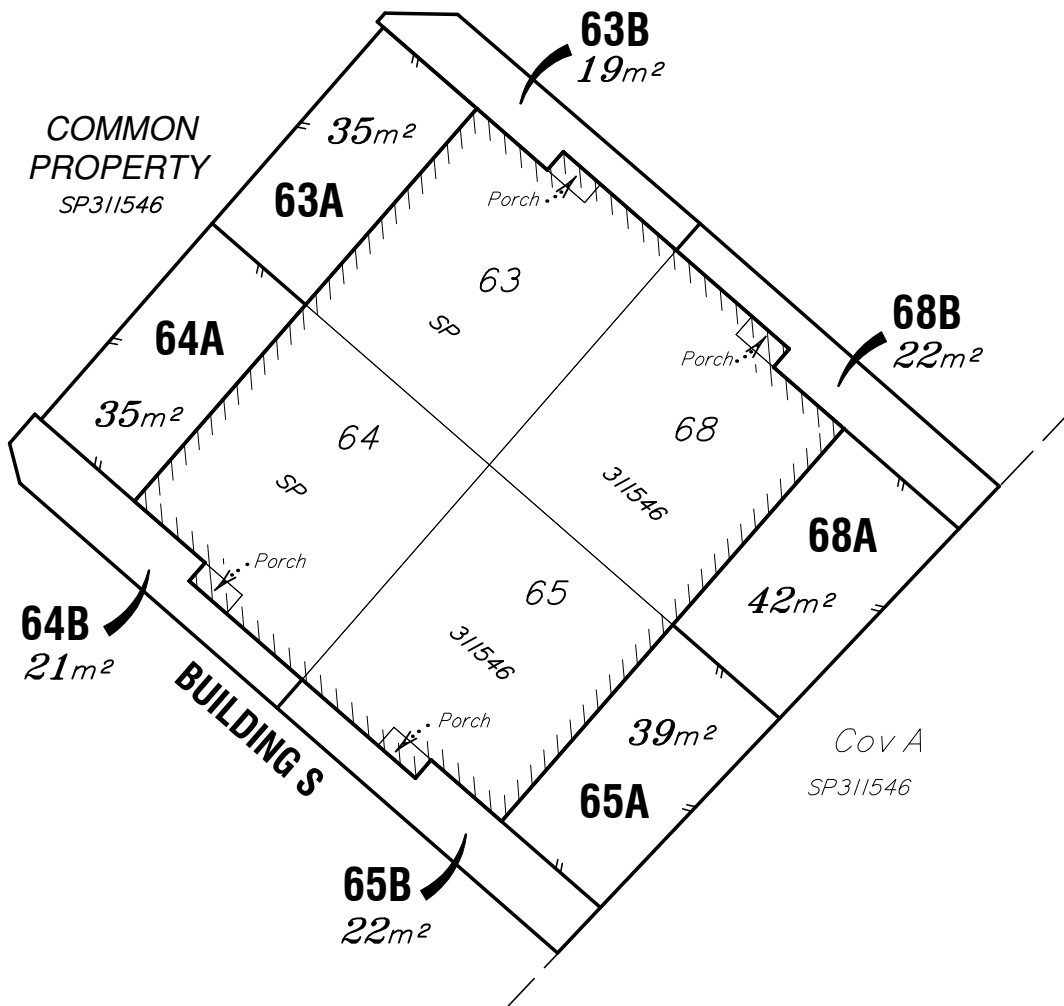 63B
19m²
COMMON
PROPERTY
SP311546
35m²
63A
Porch
63
SP
68B
22m²
64A
35m²
Porch
64
SP
68
311546
68A
42m²
Porch
65
311546
64B
21m²
BUILDING S
Porch
39m²
65A
Cov A
SP311546
65B
22m²